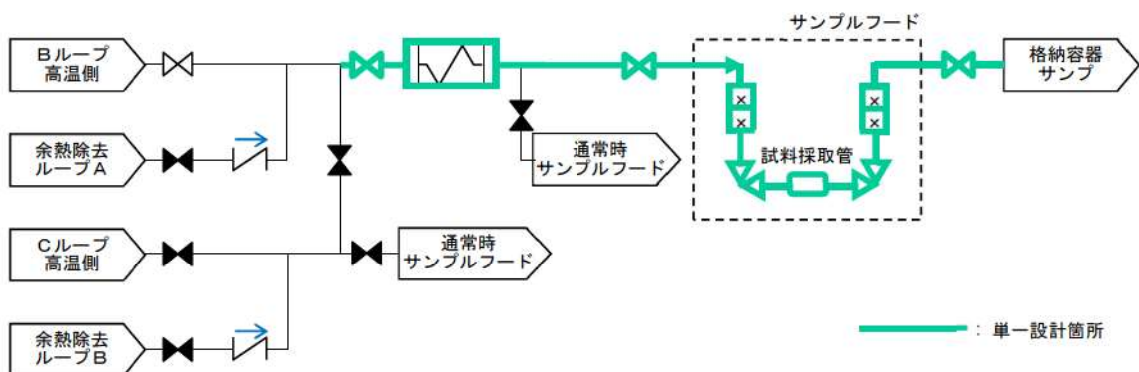 サンプルフード
Bループ
高温側
格納容器
サンプ
余熱除去
ループA
通常時
サンプルフード
試料採取管
Cループ
高温側
通常時
サンプルフード
余熱除去
ループB
：単一設計箇所